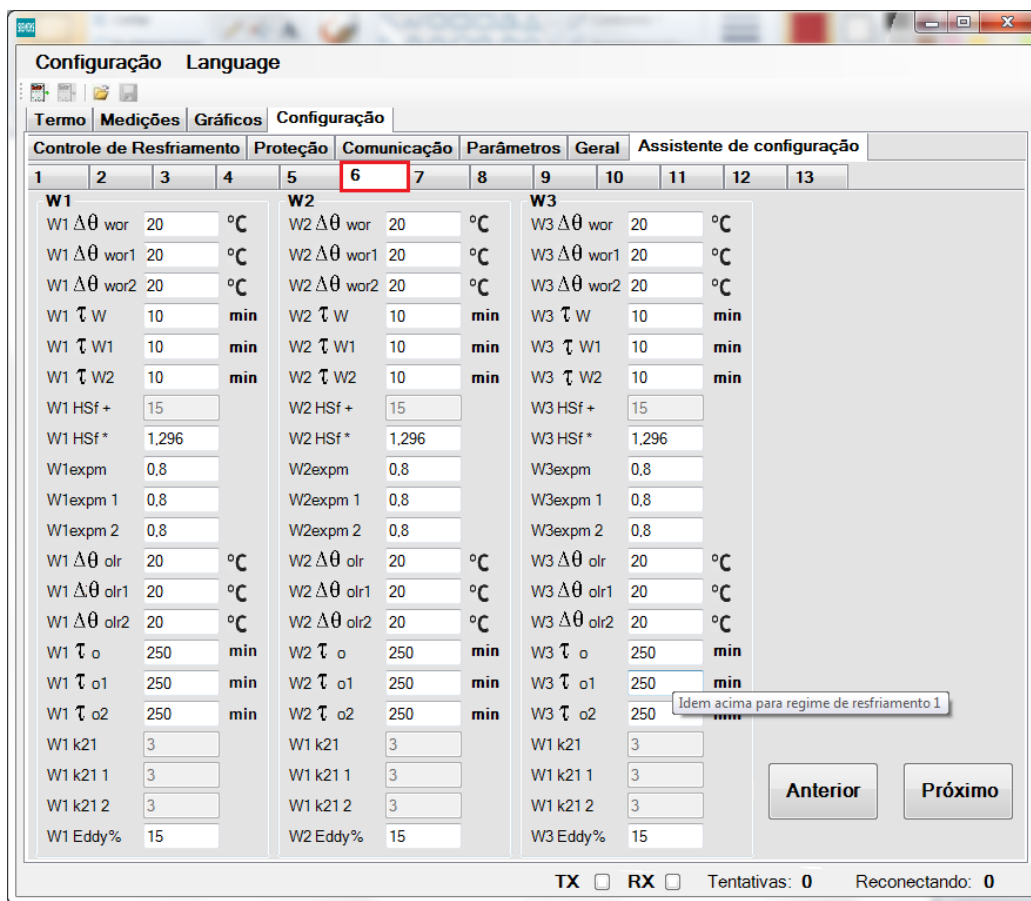 Configuração Language
Termo Medições Gráficos Configuração
Controle de Resfriamento Proteção Comunicação Parâmetros Geral Assistente de configuração
1 2 3 4 5 6 7 8 9 10 11 12 13
W1 W2 W3
W1 Δθ wor 20 °C W2 Δθ wor 20 °C W3 Δθ wor 20 °C
W1 Δθ wor1 20 °C W2 Δθ wor1 20 °C W3 Δθ wor1 20 °C
W1 Δθ wor2 20 °C W2 Δθ wor2 20 °C W3 Δθ wor2 20 °C
W1 τ W 10 min W2 τ W 10 min W3 τ W 10 min
W1 τ W1 10 min W2 τ W1 10 min W3 τ W1 10 min
W1 τ W2 10 min W2 τ W2 10 min W3 τ W2 10 min
W1 HSf + 15 W2 HSf + 15 W3 HSf + 15
W1 HSf * 1,296 W2 HSf * 1,296 W3 HSf * 1,296
W1expm 0,8 W2expm 0,8 W3expm 0,8
W1expm 1 0,8 W2expm 1 0,8 W3expm 1 0,8
W1expm 2 0,8 W2expm 2 0,8 W3expm 2 0,8
W1 Δθ olr 20 °C W2 Δθ olr 20 °C W3 Δθ olr 20 °C
W1 Δθ olr1 20 °C W2 Δθ olr1 20 °C W3 Δθ olr1 20 °C
W1 Δθ olr2 20 °C W2 Δθ olr2 20 °C W3 Δθ olr2 20 °C
W1 τ o 250 min W2 τ o 250 min W3 τ o 250 min
W1 τ o1 250 min W2 τ o1 250 min W3 τ o1 250 min
Idem acima para regime de resfriamento 1
W1 τ o2 250 min W2 τ o2 250 min W3 τ o2 250 min
W1 k21 3 W1 k21 3 W1 k21 3
W1 k21 1 3 W1 k21 1 3 W1 k21 1 3
W1 k21 2 3 W1 k21 2 3 W1 k21 2 3
Anterior Próximo
W1 Eddy% 15 W2 Eddy% 15 W3 Eddy% 15
TX RX Tentativas: 0 Reconectando: 0